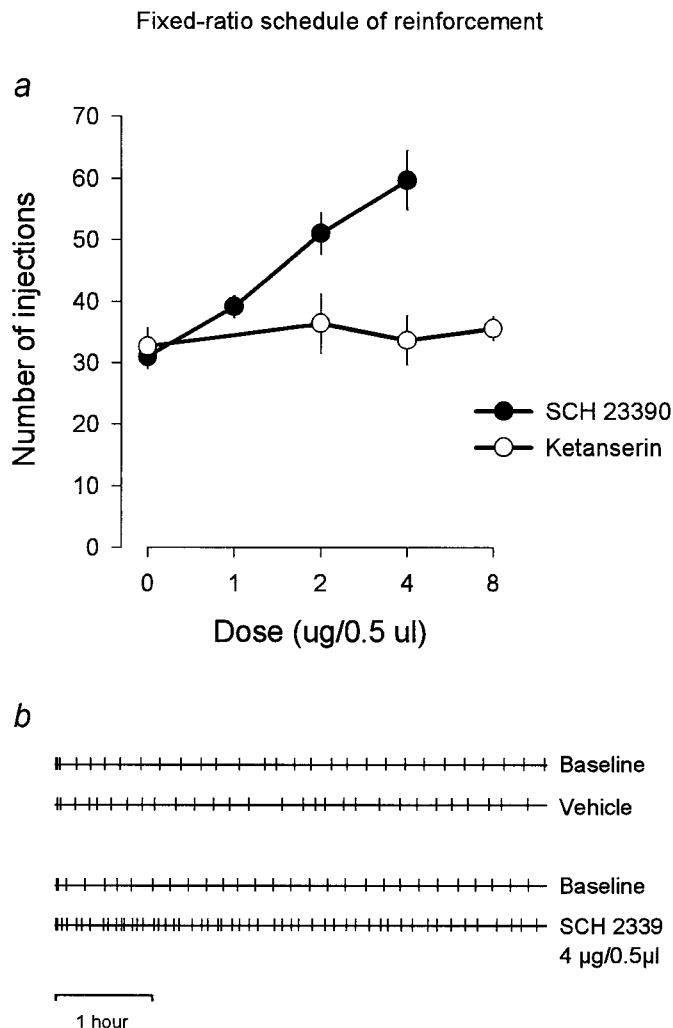 Fixed-ratio schedule of reinforcement
a
70
60
50
40
30
20
10
0
Number of injections
0 1 2 4 8
Dose (ug/0.5 ul)
SCH 23390
Ketanserin
b
Baseline
Vehicle
Baseline
SCH 2339
4 µg/0.5µl
1 hour